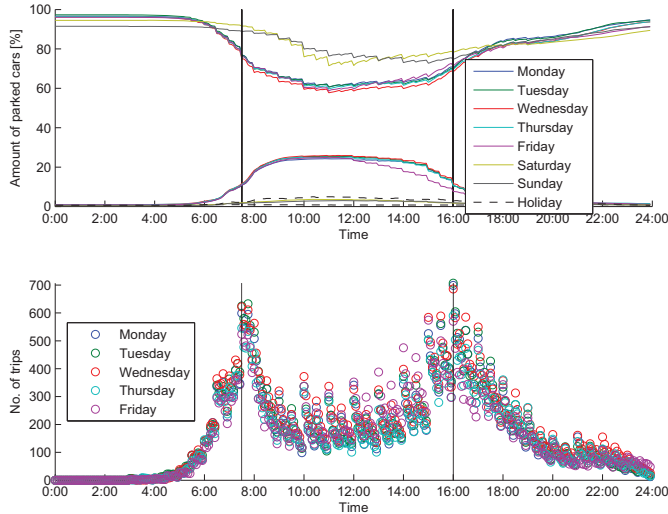 Amount of parked cars [%]
100
80
60
40
20
0
0:00 2:00 4:00 6:00 8:00 10:00 12:00 14:00 16:00 18:00 20:00 22:00 24:00
Time
Monday
Tuesday
Wednesday
Thursday
Friday
Saturday
Sunday
Holiday
No. of trips
700
600
500
400
300
200
100
0
0:00 2:00 4:00 6:00 8:00 10:00 12:00 14:00 16:00 18:00 20:00 22:00 24:00
Time
Monday
Tuesday
Wednesday
Thursday
Friday